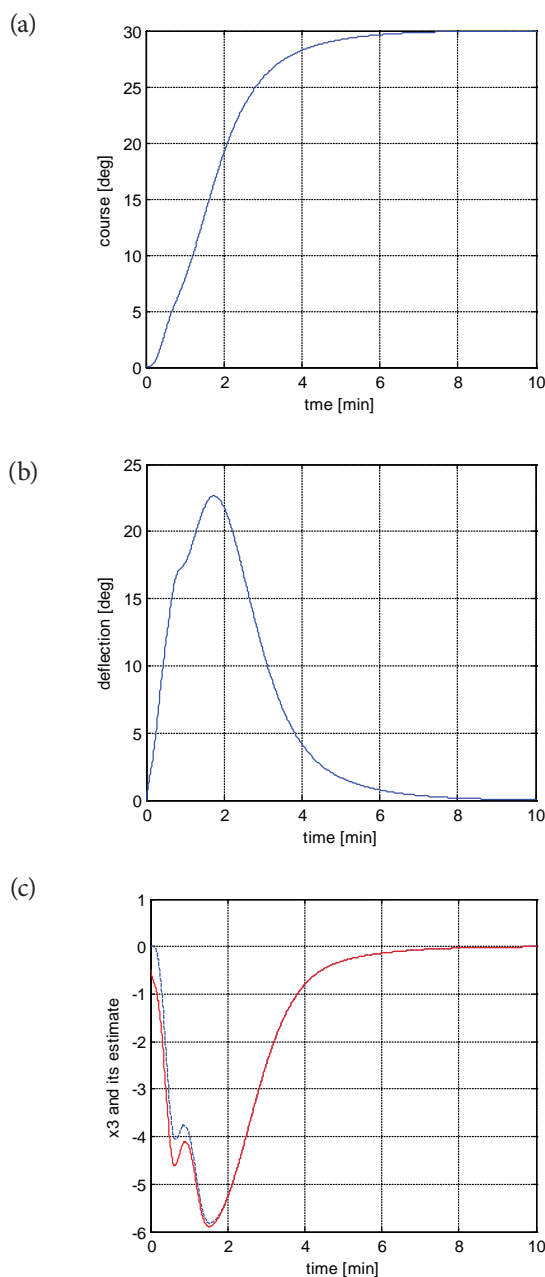 (a)
30
25
20
15
10
5
0
course [deg]
0 2 4 6 8 10
tme [min]
(b)
25
20
15
10
5
0
deflection [deg]
0 2 4 6 8 10
time [min]
(c)
1
0
-1
-2
-3
-4
-5
-6
x3 and its estimate
0 2 4 6 8 10
time [min]